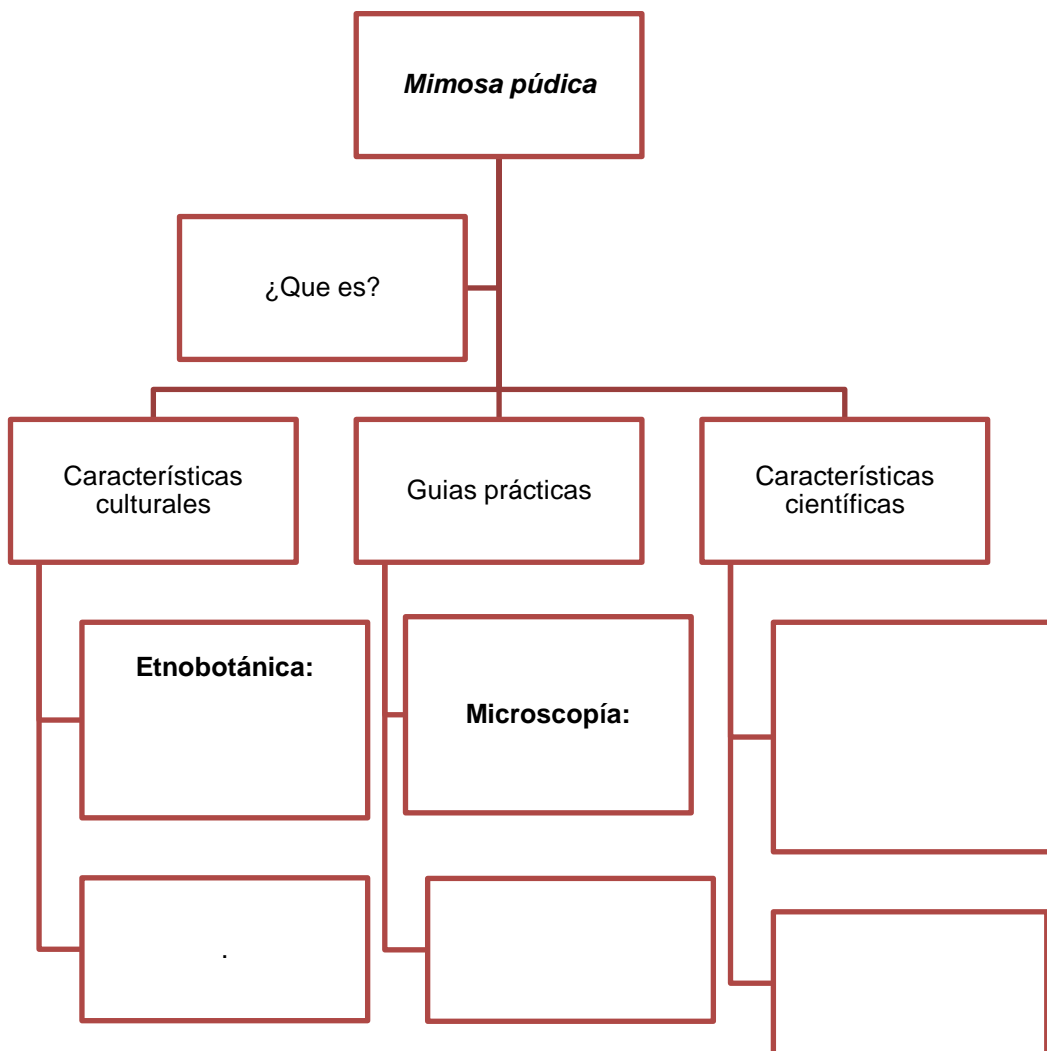 Mimosa púdica
¿Que es?
Características
culturales
Guias prácticas
Características
científicas
Etnobotánica:
Microscopía:
.